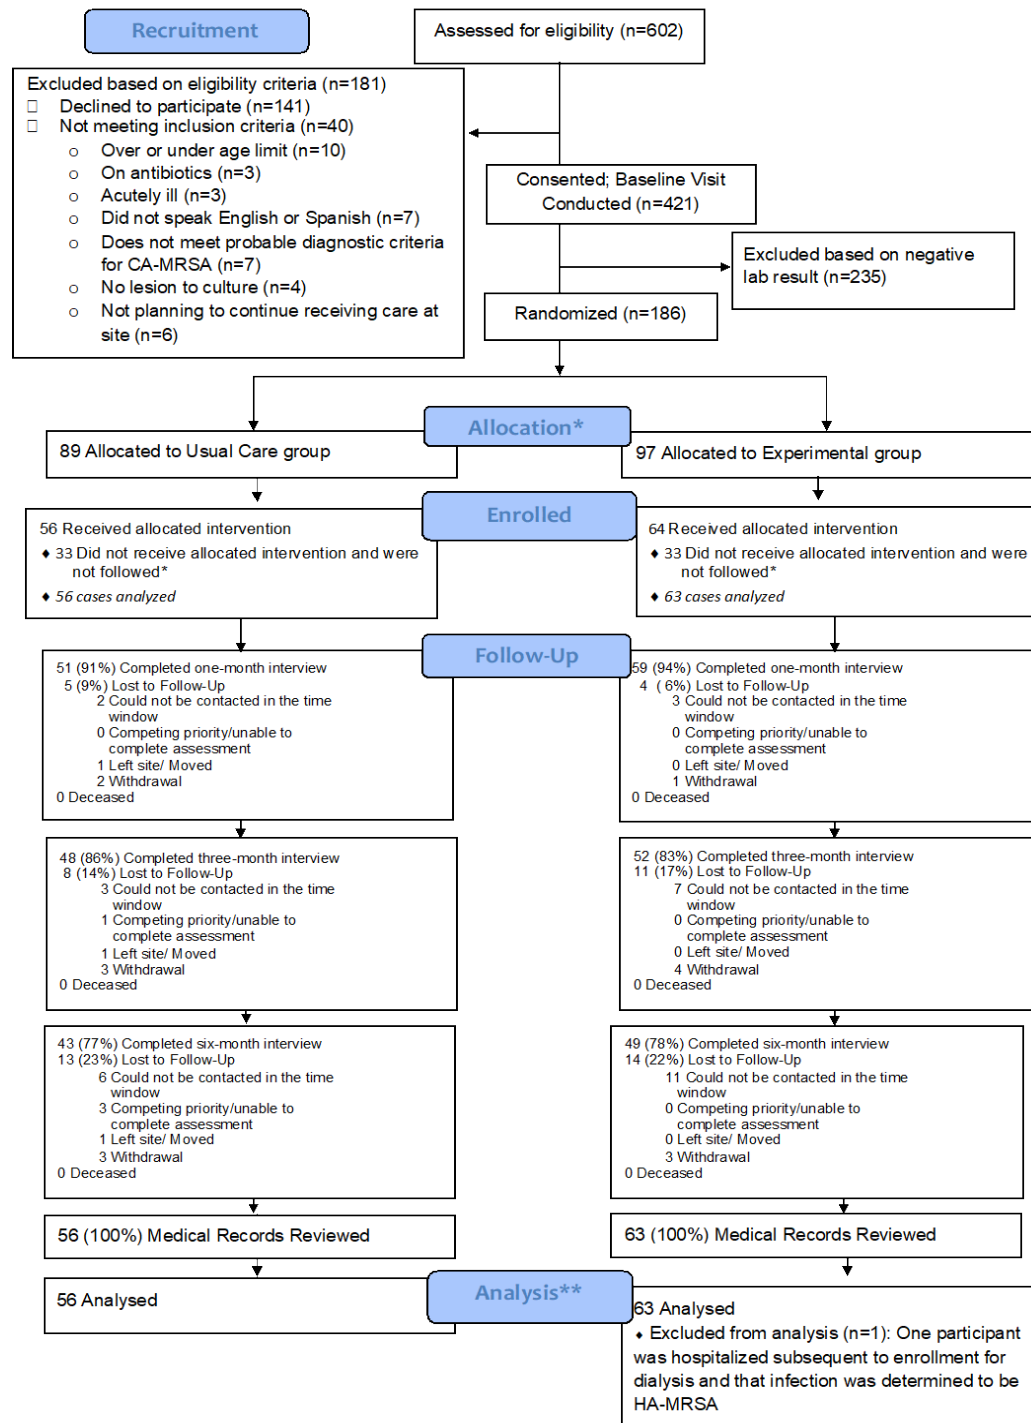 Recruitment
Assessed for eligibility (n=602)
Excluded based on eligibility criteria (n=181)
Declined to participate (n=141)
Not meeting inclusion criteria (n=40)
o Over or under age limit (n=10)
o On antibiotics (n=3)
o Acutely ill (n=3)
o Did not speak English or Spanish (n=7)
o Does not meet probable diagnostic criteria
for CA-MRSA (n=7)
o No lesion to culture (n=4)
o Not planning to continue receiving care at
site (n=6)
Consented; Baseline Visit
Conducted (n=421)
Excluded based on negative
lab result (n=235)
Randomized (n=186)
Allocation*
89 Allocated to Usual Care group
97 Allocated to Experimental group
Enrolled
56 Received allocated intervention
♦ 33 Did not receive allocated intervention and were
not followed*
♦ 56 cases analyzed
64 Received allocated intervention
♦ 33 Did not receive allocated intervention and were
not followed*
♦ 63 cases analyzed
Follow-Up
51 (91%) Completed one-month interview
5 (9%) Lost to Follow-Up
2 Could not be contacted in the time
window
0 Competing priority/unable to
complete assessment
1 Left site/ Moved
2 Withdrawal
0 Deceased
59 (94%) Completed one-month interview
4 ( 6%) Lost to Follow-Up
3 Could not be contacted in the time
window
0 Competing priority/unable to
complete assessment
0 Left site/ Moved
1 Withdrawal
0 Deceased
48 (86%) Completed three-month interview
8 (14%) Lost to Follow-Up
3 Could not be contacted in the time
window
1 Competing priority/unable to
complete assessment
1 Left site/ Moved
3 Withdrawal
0 Deceased
52 (83%) Completed three-month interview
11 (17%) Lost to Follow-Up
7 Could not be contacted in the time
window
0 Competing priority/unable to
complete assessment
0 Left site/ Moved
4 Withdrawal
0 Deceased
43 (77%) Completed six-month interview
13 (23%) Lost to Follow-Up
6 Could not be contacted in the time
window
3 Competing priority/unable to
complete assessment
1 Left site/ Moved
3 Withdrawal
0 Deceased
49 (78%) Completed six-month interview
14 (22%) Lost to Follow-Up
11 Could not be contacted in the time
window
0 Competing priority/unable to
complete assessment
0 Left site/ Moved
3 Withdrawal
0 Deceased
56 (100%) Medical Records Reviewed
63 (100%) Medical Records Reviewed
Analysis**
56 Analysed
63 Analysed
♦ Excluded from analysis (n=1): One participant
was hospitalized subsequent to enrollment for
dialysis and that infection was determined to be
HA-MRSA